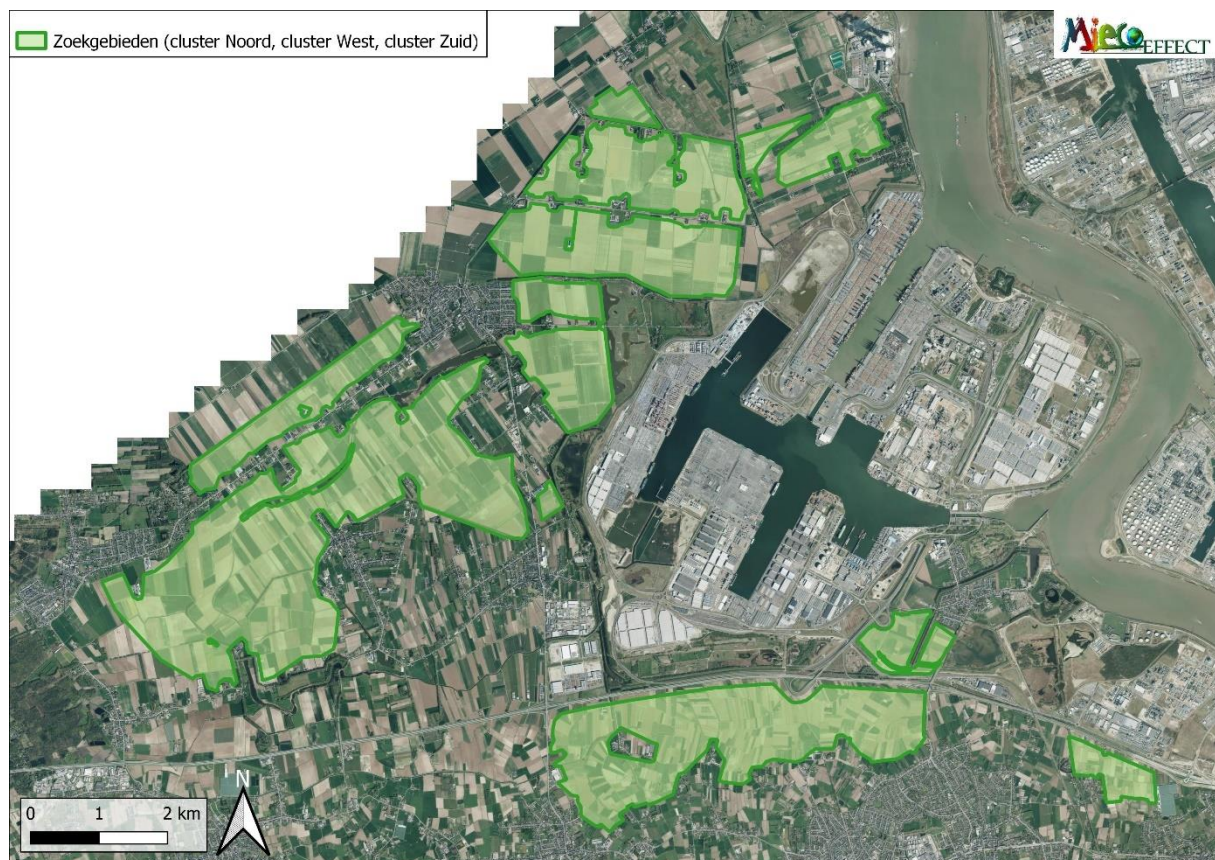 Zoekgebieden (cluster Noord, cluster West, cluster Zuid)
Mieco EFFECT
N
0 1 2 km